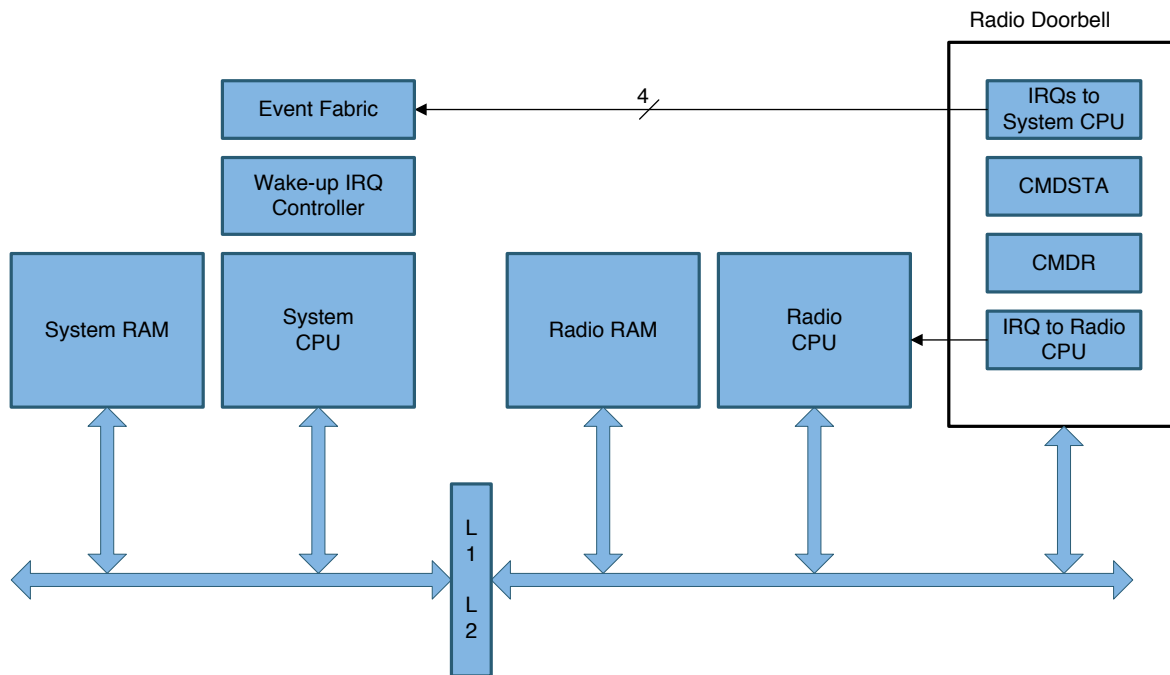 Radio Doorbell
4
Event Fabric
IRQs to
System CPU
Wake-up IRQ
Controller
CMDSTA
CMDR
System RAM
System
CPU
Radio RAM
Radio
CPU
IRQ to Radio
CPU
L
1
L
2